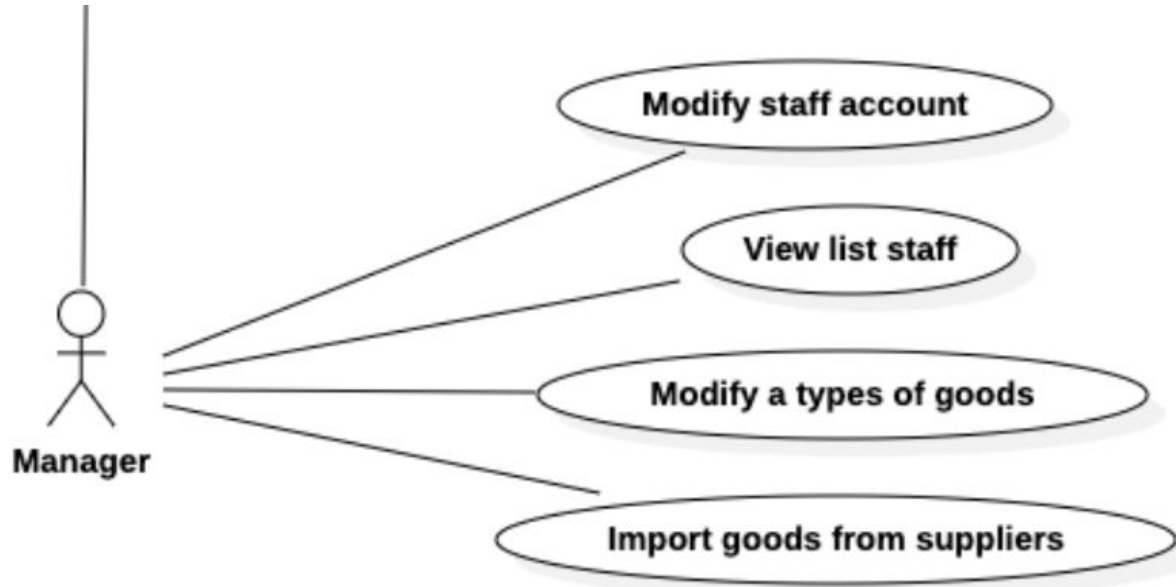 Modify staff account
View list staff
Modify a types of goods
Manager
Import goods from suppliers